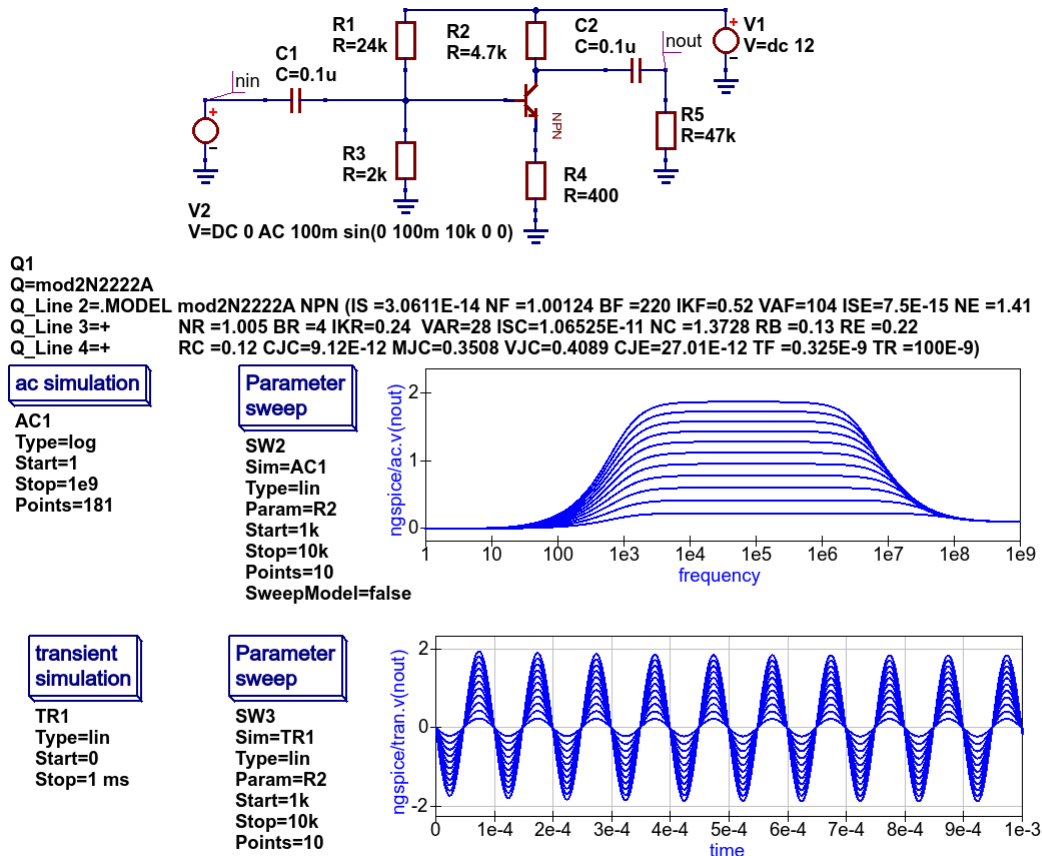 R1
R=24k
R2
R=4.7k
C2
C=0.1u
nout
V1
V=dc 12
C1
C=0.1u
nin
NPN
R5
R=47k
R3
R=2k
R4
R=400
V2
V=DC 0 AC 100m sin(0 100m 10k 0 0)
Q1
Q=mod2N2222A
Q_Line 2=.MODEL mod2N2222A NPN (IS =3.0611E-14 NF =1.00124 BF =220 IKF=0.52 VAF=104 ISE=7.5E-15 NE =1.41
Q_Line 3=+ NR =1.005 BR =4 IKR=0.24 VAR=28 ISC=1.06525E-11 NC =1.3728 RB =0.13 RE =0.22
Q_Line 4=+ RC =0.12 CJC=9.12E-12 MJC=0.3508 VJC=0.4089 CJE=27.01E-12 TF =0.325E-9 TR =100E-9)
ac simulation
AC1
Type=log
Start=1
Stop=1e9
Points=181
Parameter
sweep
SW2
Sim=AC1
Type=lin
Param=R2
Start=1k
Stop=10k
Points=10
SweepModel=false
ngspice/ac.v(nout)
2
1
0
1 10 100 1e3 1e4 1e5 1e6 1e7 1e8 1e9
frequency
transient
simulation
TR1
Type=lin
Start=0
Stop=1 ms
Parameter
sweep
SW3
Sim=TR1
Type=lin
Param=R2
Start=1k
Stop=10k
Points=10
ngspice/tran.v(nout)
2
0
-2
0 1e-4 2e-4 3e-4 4e-4 5e-4 6e-4 7e-4 8e-4 9e-4 1e-3
time